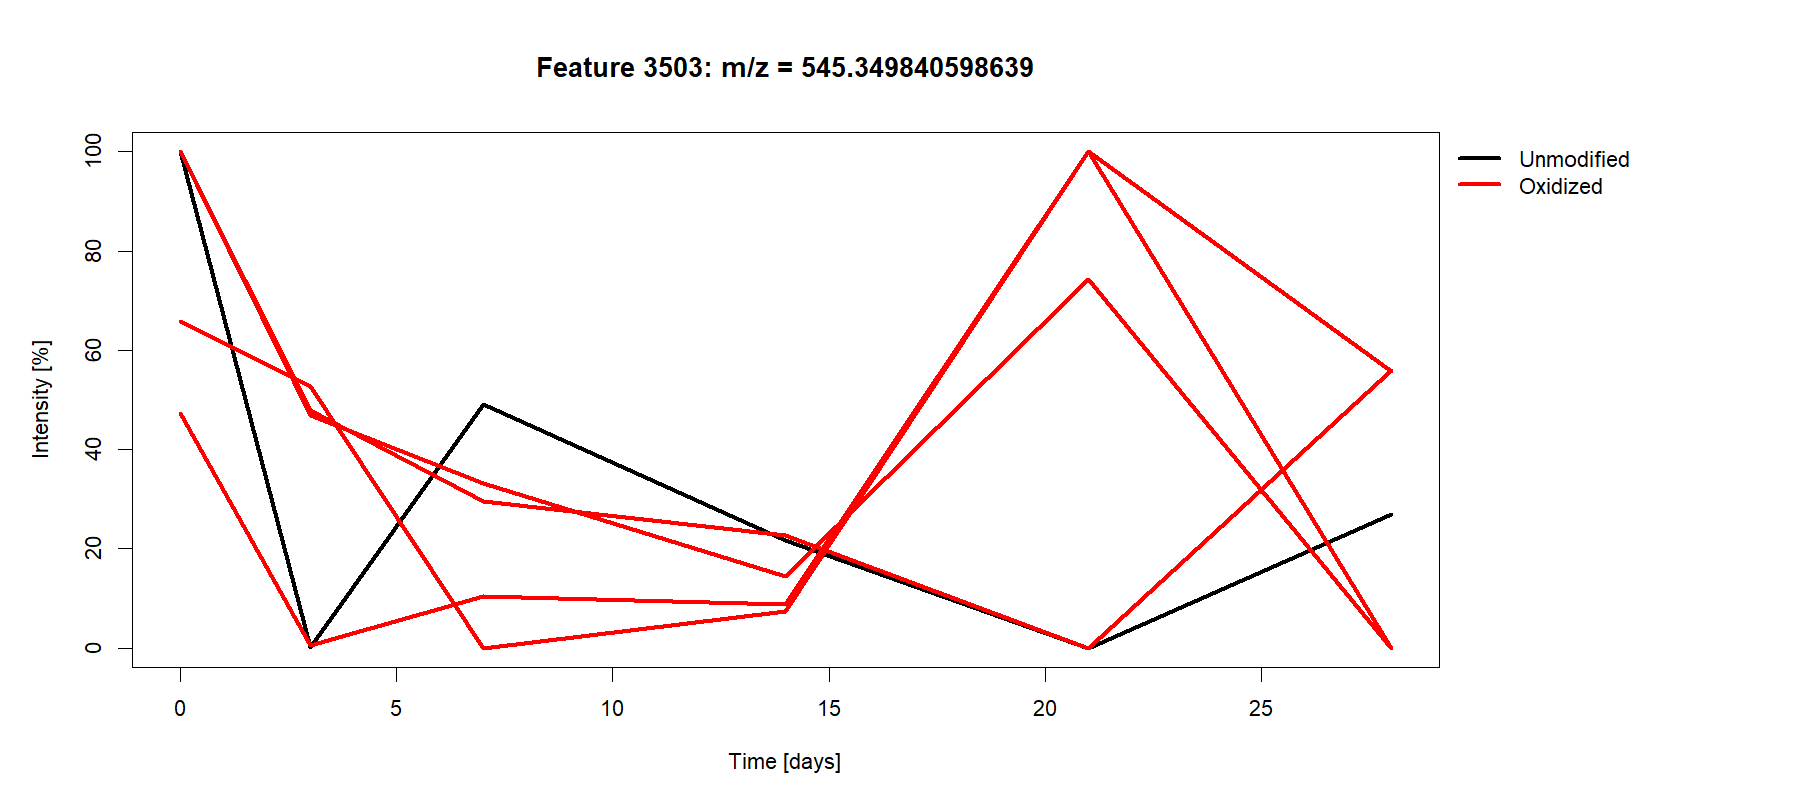 Feature 3503: m/z = 545.349840598639
Unmodified
Oxidized
Intensity [%]
100
80
60
40
20
0
0 5 10 15 20 25
Time [days]